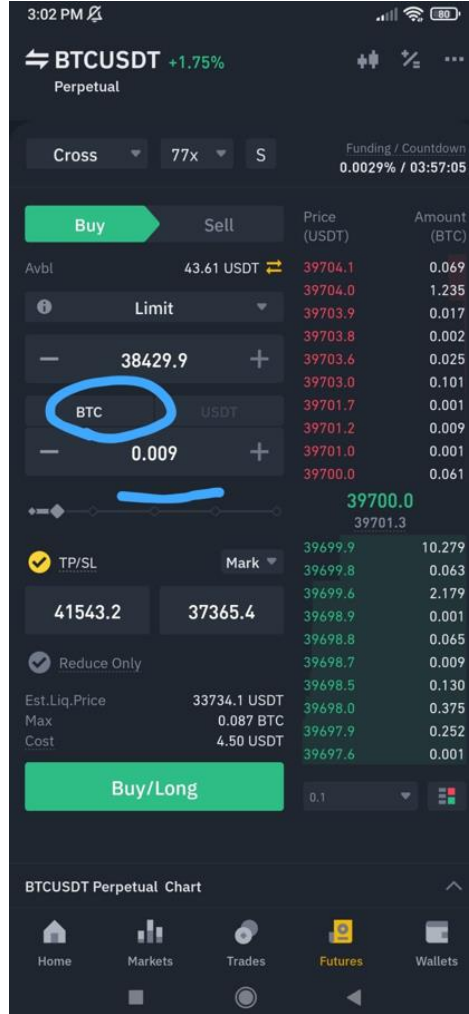 3:02 PM
80
BTCUSDT +1.75%
Perpetual
Cross 77x S
Funding / Countdown
0.0029% / 03:57:05
Buy Sell
Avbl 43.61 USDT
Limit
38429.9
BTC USDT
0.009
TP/SL Mark
41543.2 37365.4
Reduce Only
Est.Liq.Price 33734.1 USDT
Max 0.087 BTC
Cost 4.50 USDT
Buy/Long
Price Amount
(USDT) (BTC)
39704.1 0.069
39704.0 1.235
39703.9 0.017
39703.8 0.002
39703.6 0.025
39703.0 0.101
39701.7 0.001
39701.2 0.009
39701.0 0.001
39700.0 0.061
39700.0
39701.3
39699.9 10.279
39699.8 0.063
39699.6 2.179
39698.9 0.001
39698.8 0.065
39698.7 0.009
39698.5 0.130
39698.0 0.375
39697.9 0.252
39697.6 0.001
0.1
BTCUSDT Perpetual Chart
Home Markets Trades Futures Wallets